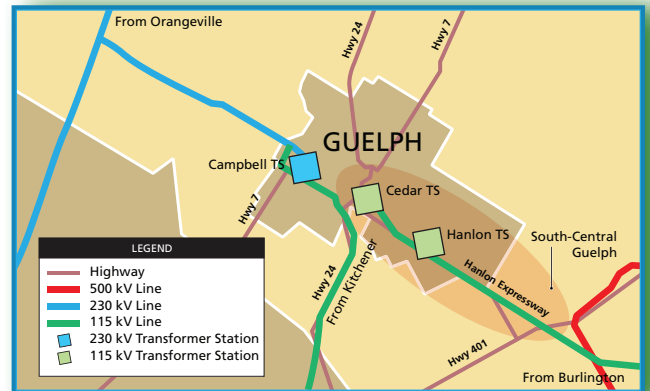 From Orangeville
Hwy 24
Hwy 7
GUELPH
Campbell TS
Cedar TS
Hwy 7
Hanlon TS
South-Central
Guelph
LEGEND
Highway
500 kV Line
230 kV Line
115 kV Line
230 kV Transformer Station
115 kV Transformer Station
Hwy 24
From Kitchener
Hanlon Expressway
Hwy 401
From Burlington